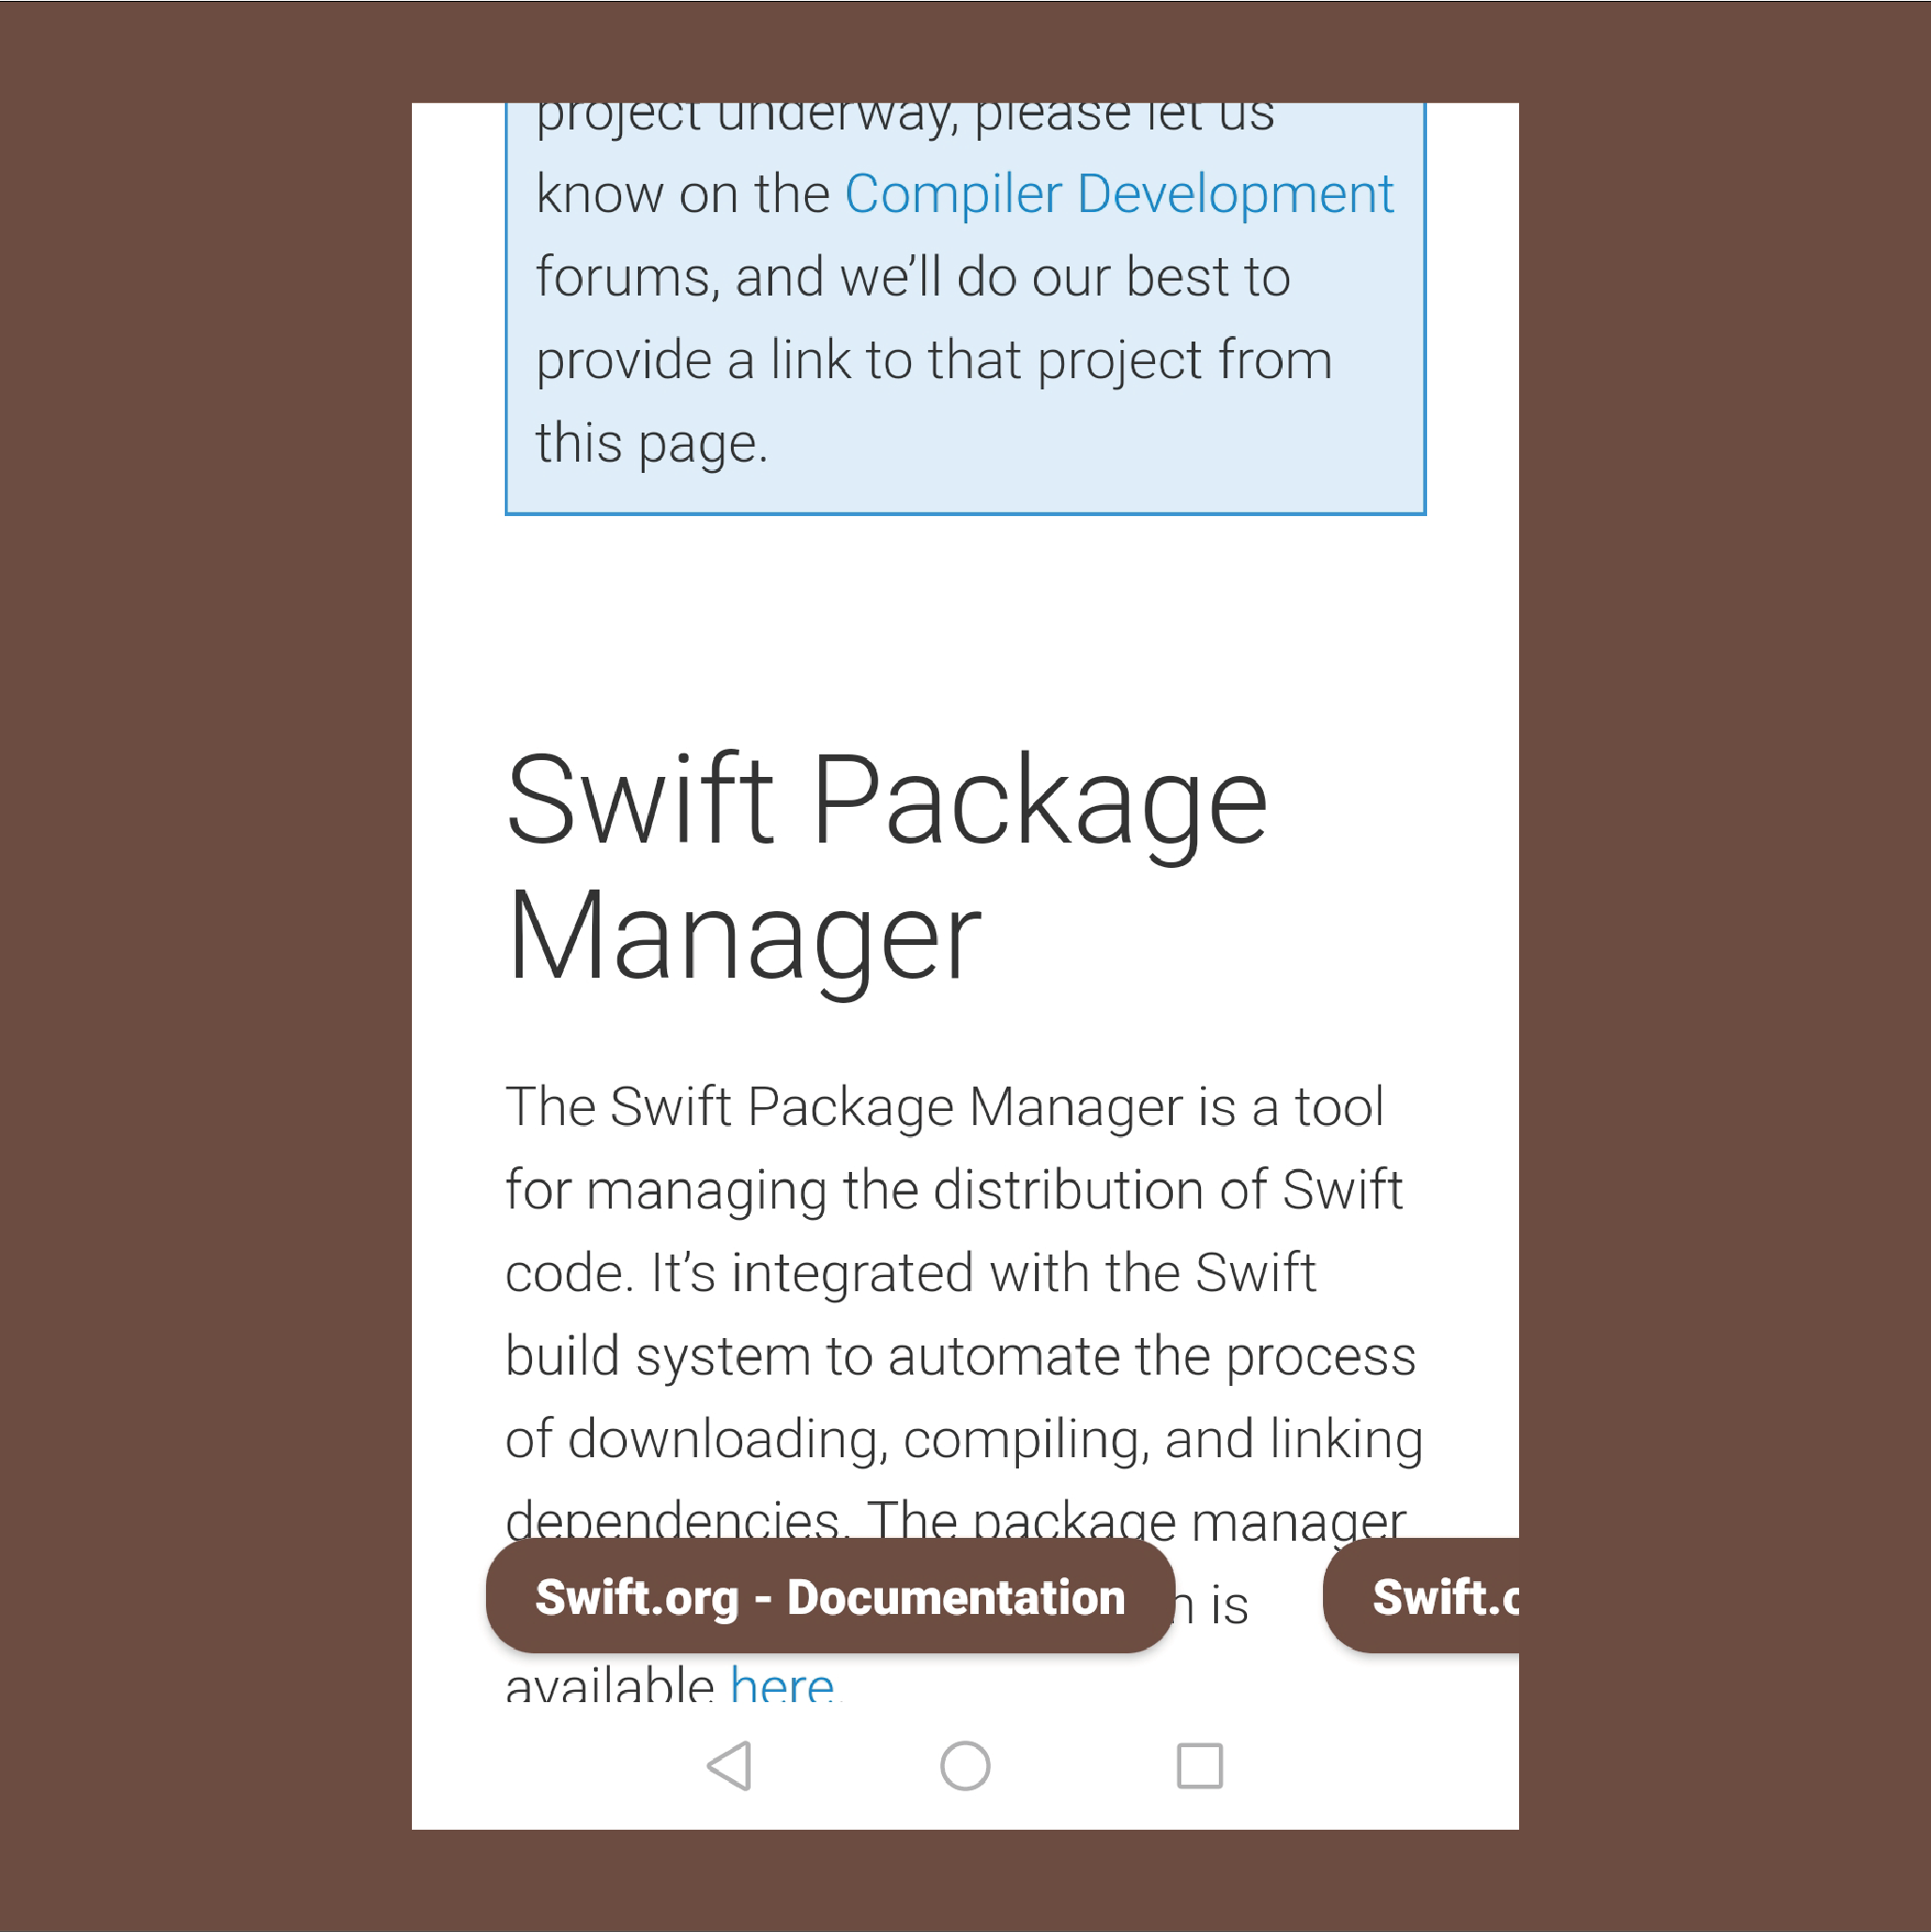 project underway, please let us
know on the Compiler Development
forums, and we’ll do our best to
provide a link to that project from
this page.
Swift Package
Manager
The Swift Package Manager is a tool
for managing the distribution of Swift
code. It’s integrated with the Swift
build system to automate the process
of downloading, compiling, and linking
dependencies. The package manager
is
Swift.org - Documentation
available here.